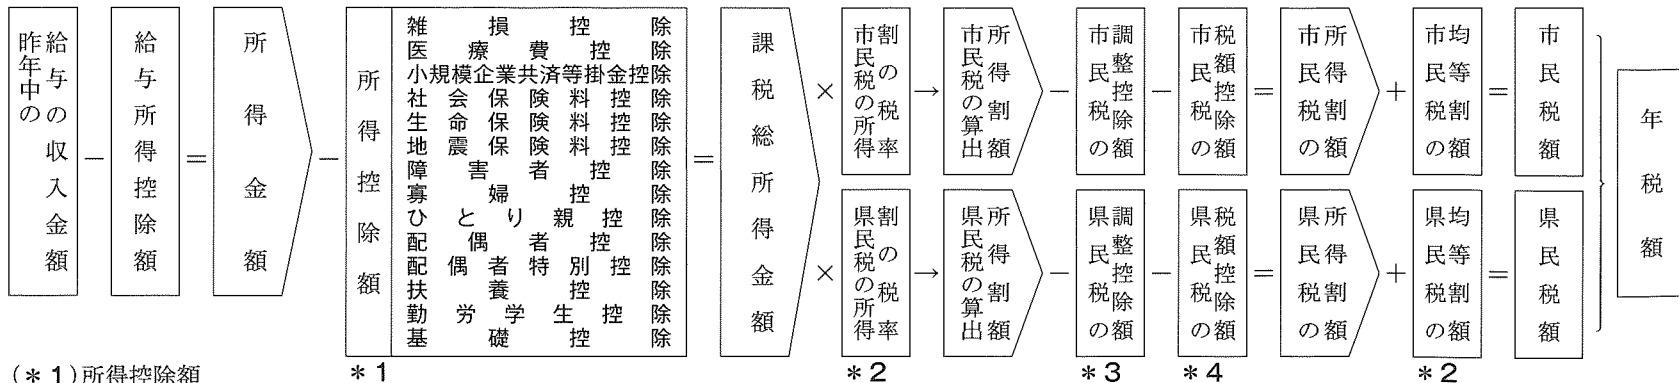 昨年中の
給与の収入金額
−
給与所得控除額
=
所得金額
−
所得控除額
雑損控除
医療費控除
小規模企業共済等掛金控除
社会保険料控除
生命保険料控除
地震保険料控除
障害者控除
寡婦控除
ひとり親控除
配偶者控除
配偶者特別控除
扶養控除
勤労学生控除
基礎控除
=
課税総所得金額
×
市民税の所得
割の税率
→
市民税の算出
所得割額
−
市民税の
調整控除額
−
市民税の
税額控除額
=
市民税の
所得割額
+
市民税の
均等割額
=
市民税額
×
県民税の所得
割の税率
→
県民税の算出
所得割額
−
県民税の
調整控除額
−
県民税の
税額控除額
=
県民税の
所得割額
+
県民税の
均等割額
=
県民税額
年税額
(*1)所得控除額
*1
*2
*3
*4
*2